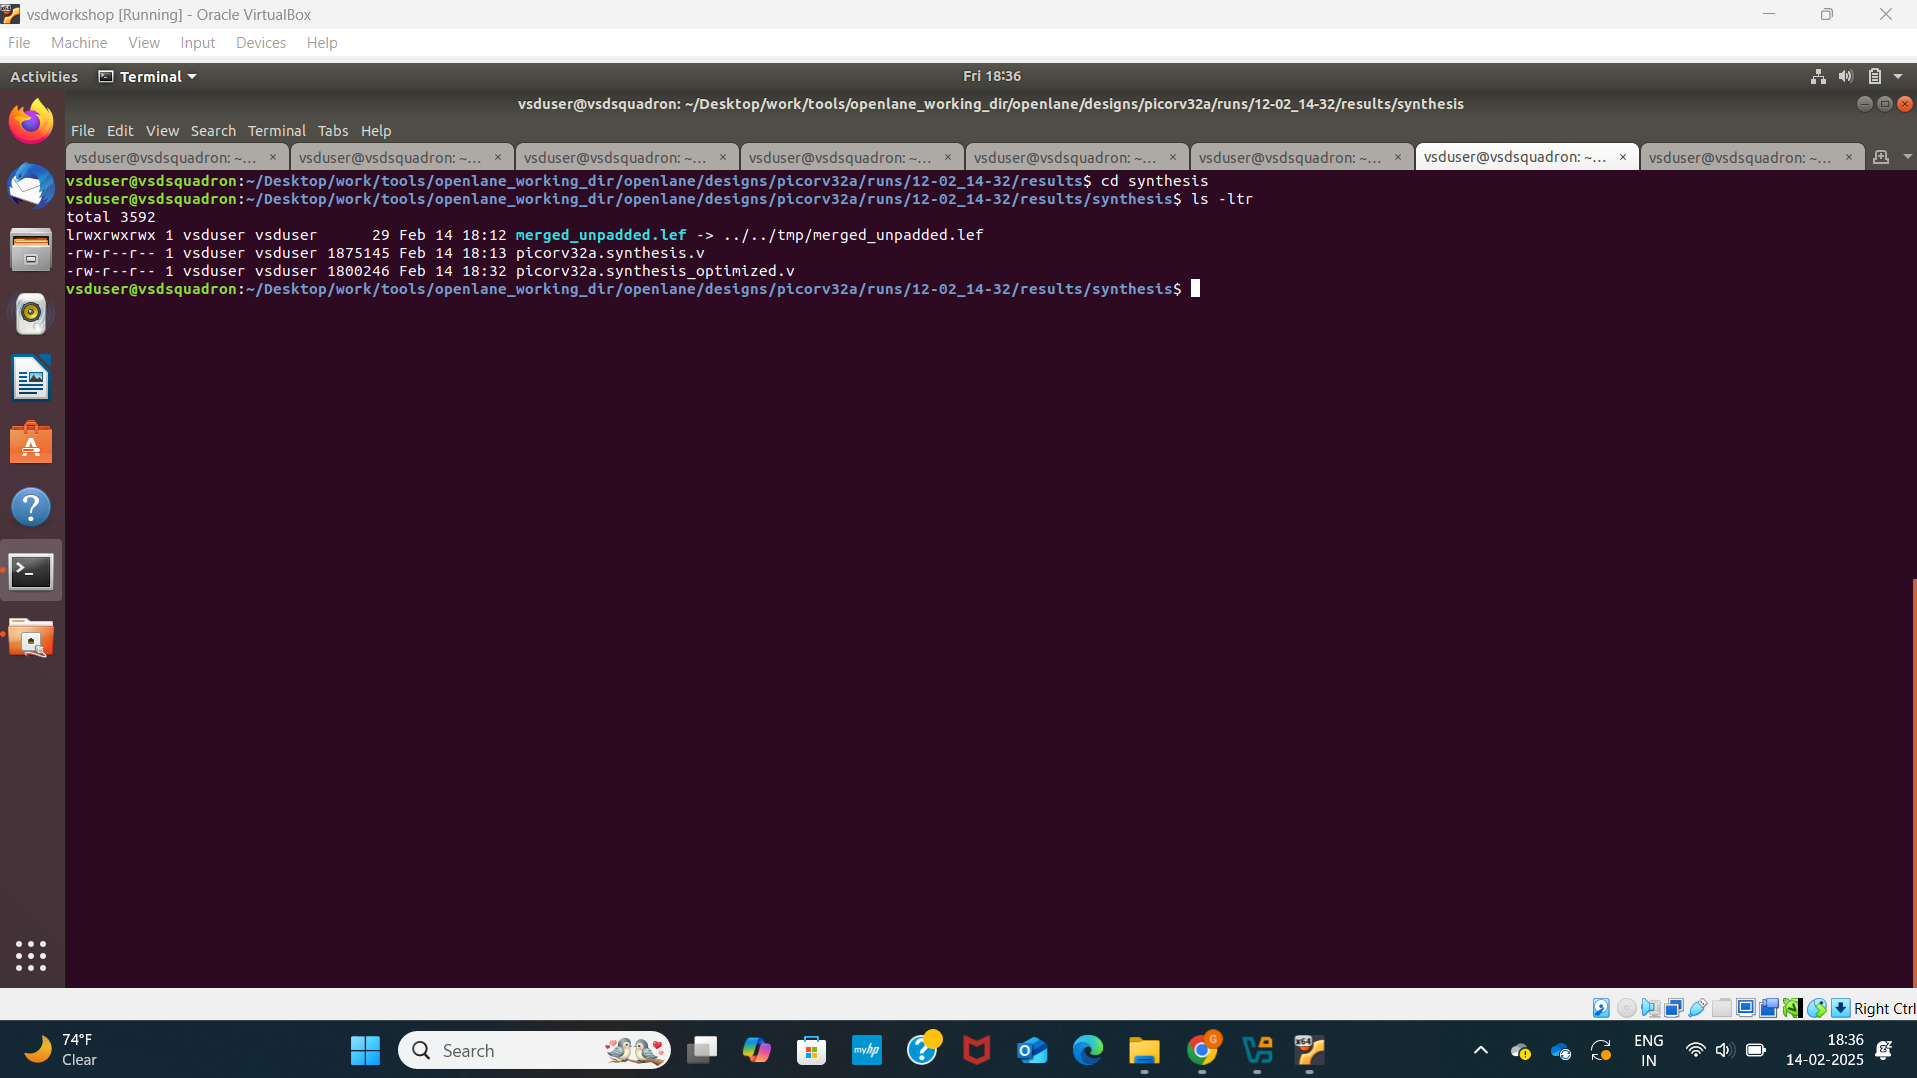 vsdworkshop [Running] - Oracle VirtualBox
File Machine View Input Devices Help
Activities Terminal Fri 18:36
vsduser@vsdsquadron: ~/Desktop/work/tools/openlane_working_dir/openlane/designs/picorv32a/runs/12-02_14-32/results/synthesis
File Edit View Search Terminal Tabs Help
vsduser@vsdsquadron: ~... × vsduser@vsdsquadron: ~... × vsduser@vsdsquadron: ~... × vsduser@vsdsquadron: ~... × vsduser@vsdsquadron: ~... × vsduser@vsdsquadron: ~... × vsduser@vsdsquadron: ~... × vsduser@vsdsquadron: ~... ×
vsduser@vsdsquadron:~/Desktop/work/tools/openlane_working_dir/openlane/designs/picorv32a/runs/12-02_14-32/results$ cd synthesis
vsduser@vsdsquadron:~/Desktop/work/tools/openlane_working_dir/openlane/designs/picorv32a/runs/12-02_14-32/results/synthesis$ ls -ltr
total 3592
lrwxrwxrwx 1 vsduser vsduser      29 Feb 14 18:12 merged_unpadded.lef -> ../../tmp/merged_unpadded.lef
-rw-r--r-- 1 vsduser vsduser 1875145 Feb 14 18:13 picorv32a.synthesis.v
-rw-r--r-- 1 vsduser vsduser 1800246 Feb 14 18:32 picorv32a.synthesis_optimized.v
vsduser@vsdsquadron:~/Desktop/work/tools/openlane_working_dir/openlane/designs/picorv32a/runs/12-02_14-32/results/synthesis$
Right Ctrl
74°F
Clear
Search
myhp
G
x64
ENG
IN
18:36
14-02-2025